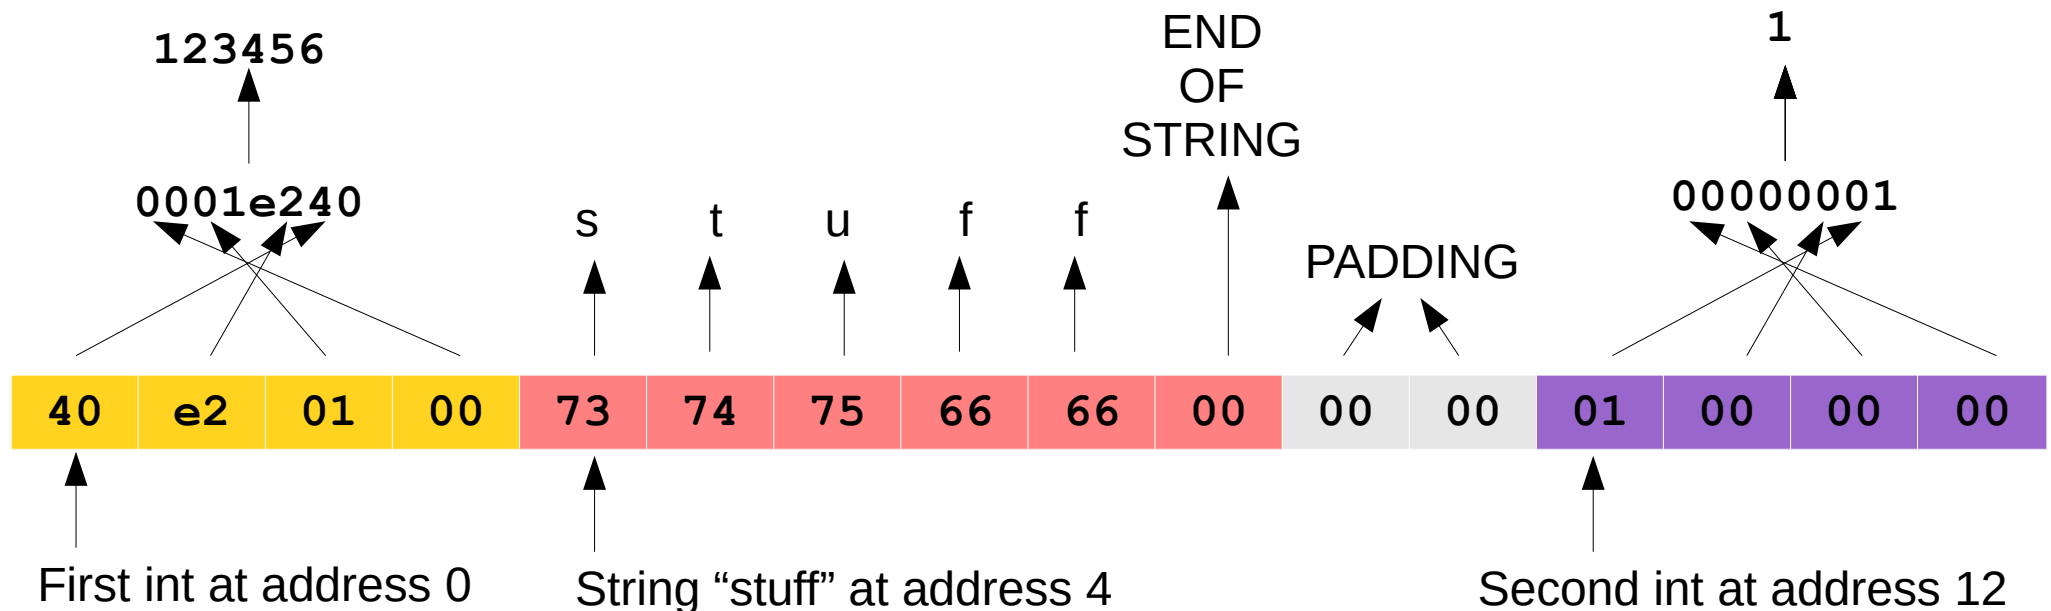 123456
0001e240
s t u f f
END
OF
STRING
PADDING
1
00000001
40 e2 01 00 73 74 75 66 66 00 00 00 01 00 00 00
First int at address 0
String “stuff” at address 4
Second int at address 12